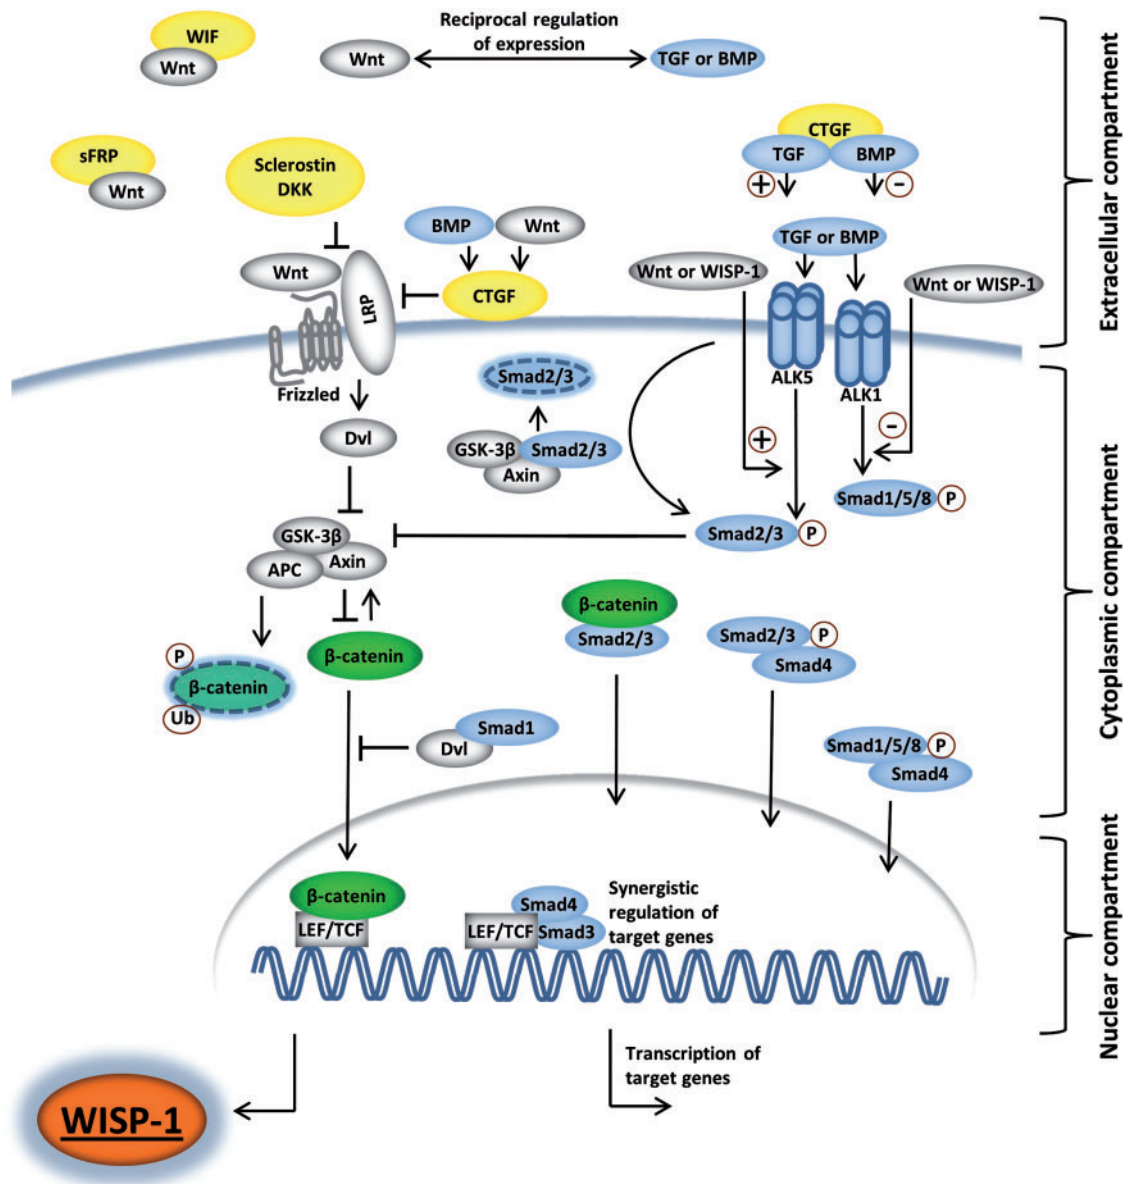 Reciprocal regulation
of expression
WIF
Wnt
Wnt
TGF or BMP
sFRP
Wnt
Sclerostin
DKK
CTGF
TGF
BMP
+
-
BMP
Wnt
TGF or BMP
Wnt
LRP
CTGF
Wnt or WISP-1
Wnt or WISP-1
Frizzled
Smad2/3
ALK5
ALK1
Dvl
GSK-3β
Smad2/3
Axin
+
-
Smad1/5/8
P
GSK-3β
APC
Axin
Smad2/3
P
β-catenin
Smad2/3
Smad2/3
P
Smad4
P
β-catenin
Ub
β-catenin
Smad1
Dvl
Smad1/5/8
P
Smad4
β-catenin
LEF/TCF
Smad4
LEF/TCF
Smad3
Synergistic
regulation of
target genes
Transcription of
target genes
WISP-1
Extracellular compartment
Cytoplasmic compartment
Nuclear compartment